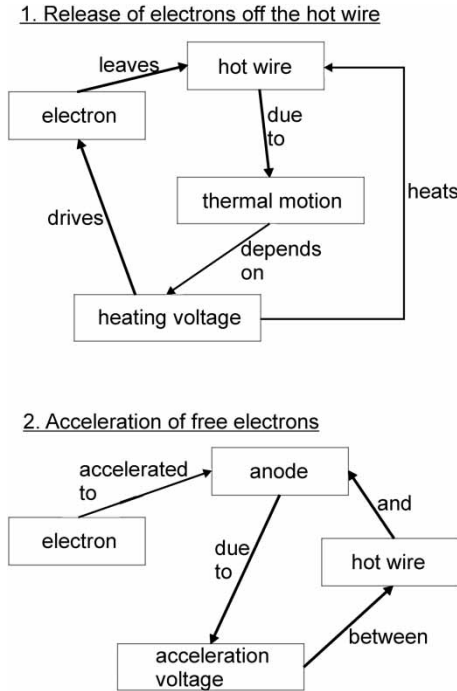 1. Release of electrons off the hot wire
leaves
hot wire
electron
due
to
heats
thermal motion
drives
depends
on
heating voltage
2. Acceleration of free electrons
accelerated
to
anode
and
electron
due
to
hot wire
between
acceleration
voltage